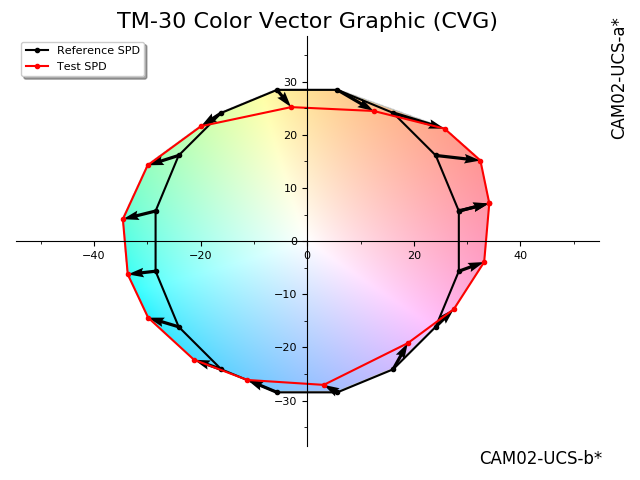 TM-30 Color Vector Graphic (CVG)
Reference SPD
Test SPD
CAM02-UCS-a*
30
20
10
0
−10
−20
−30
−40
−20
0
20
40
CAM02-UCS-b*